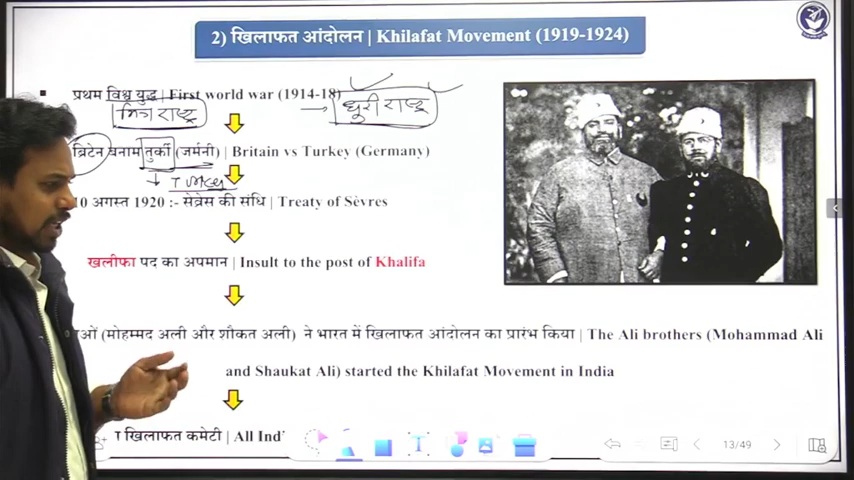 2) खिलाफत आंदोलन | Khilafat Movement (1919-1924)
प्रथम विश्व युद्ध | First world war (1914-18)
मित्र राष्ट्र
धुरी राष्ट्र
ब्रिटेन बनाम तुर्की (जर्मनी) | Britain vs Turkey (Germany)
Turkey
10 अगस्त 1920 :- सेव्रेस की संधि | Treaty of Sèvres
खलीफा पद का अपमान | Insult to the post of Khalifa
(मोहम्मद अली और शौकत अली) ने भारत में खिलाफत आंदोलन का प्रारंभ किया | The Ali brothers (Mohammad Ali
and Shaukat Ali) started the Khilafat Movement in India
खिलाफत कमेटी | All
13/49